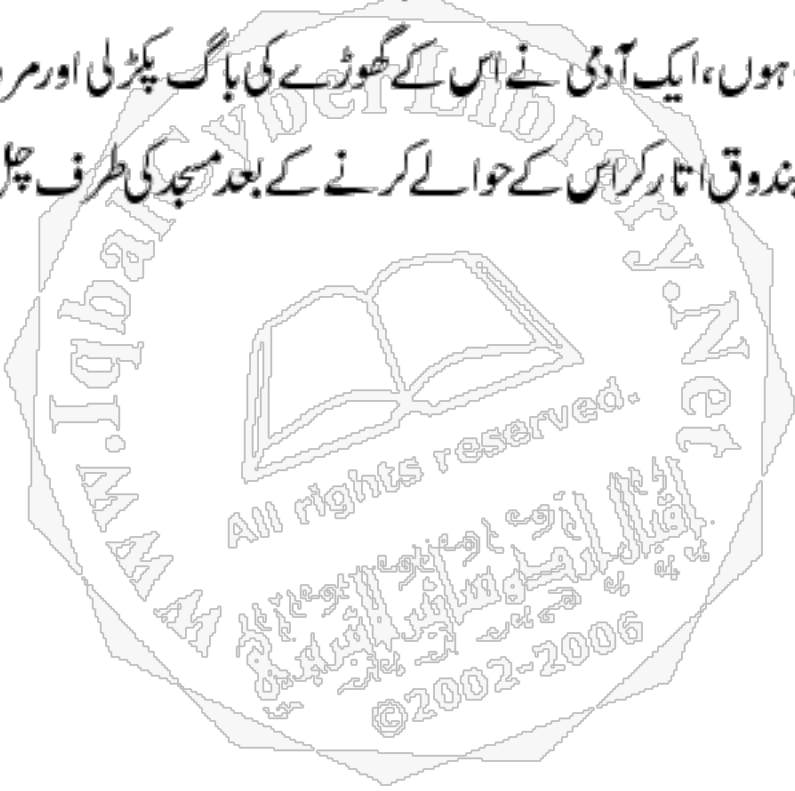 ہوں، ایک آدمی نے اس کے گھوڑے کی باگ پکڑ لی اور
بندوق اتار کر اس کے حوالے کرنے کے بعد مسجد کی طرف چل
www.IqbalCyberLibrary.Net
All rights reserved.
©2002-2006